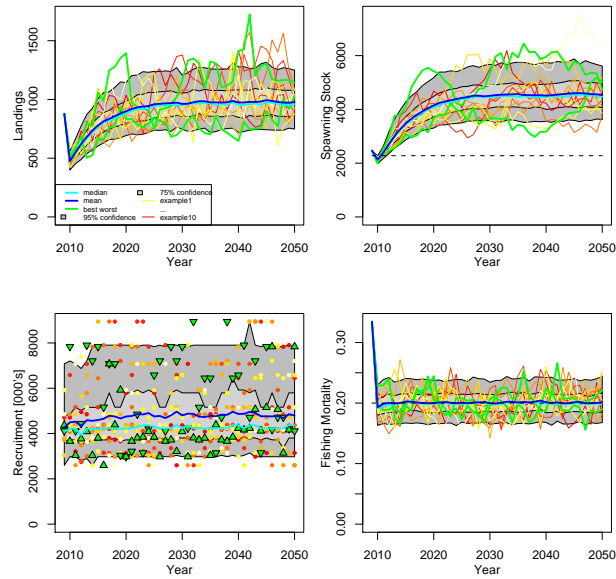 1500
1000
500
0
Landings
median
mean
best worst
95% confidence
75% confidence
example1
...
example10
2010 2020 2030 2040 2050
Year
6000
4000
2000
0
Spawning Stock
2010 2020 2030 2040 2050
Year
8000
6000
4000
2000
0
Recruitment [000's]
2010 2020 2030 2040 2050
Year
0.30
0.20
0.10
0.00
Fishing Mortality
2010 2020 2030 2040 2050
Year